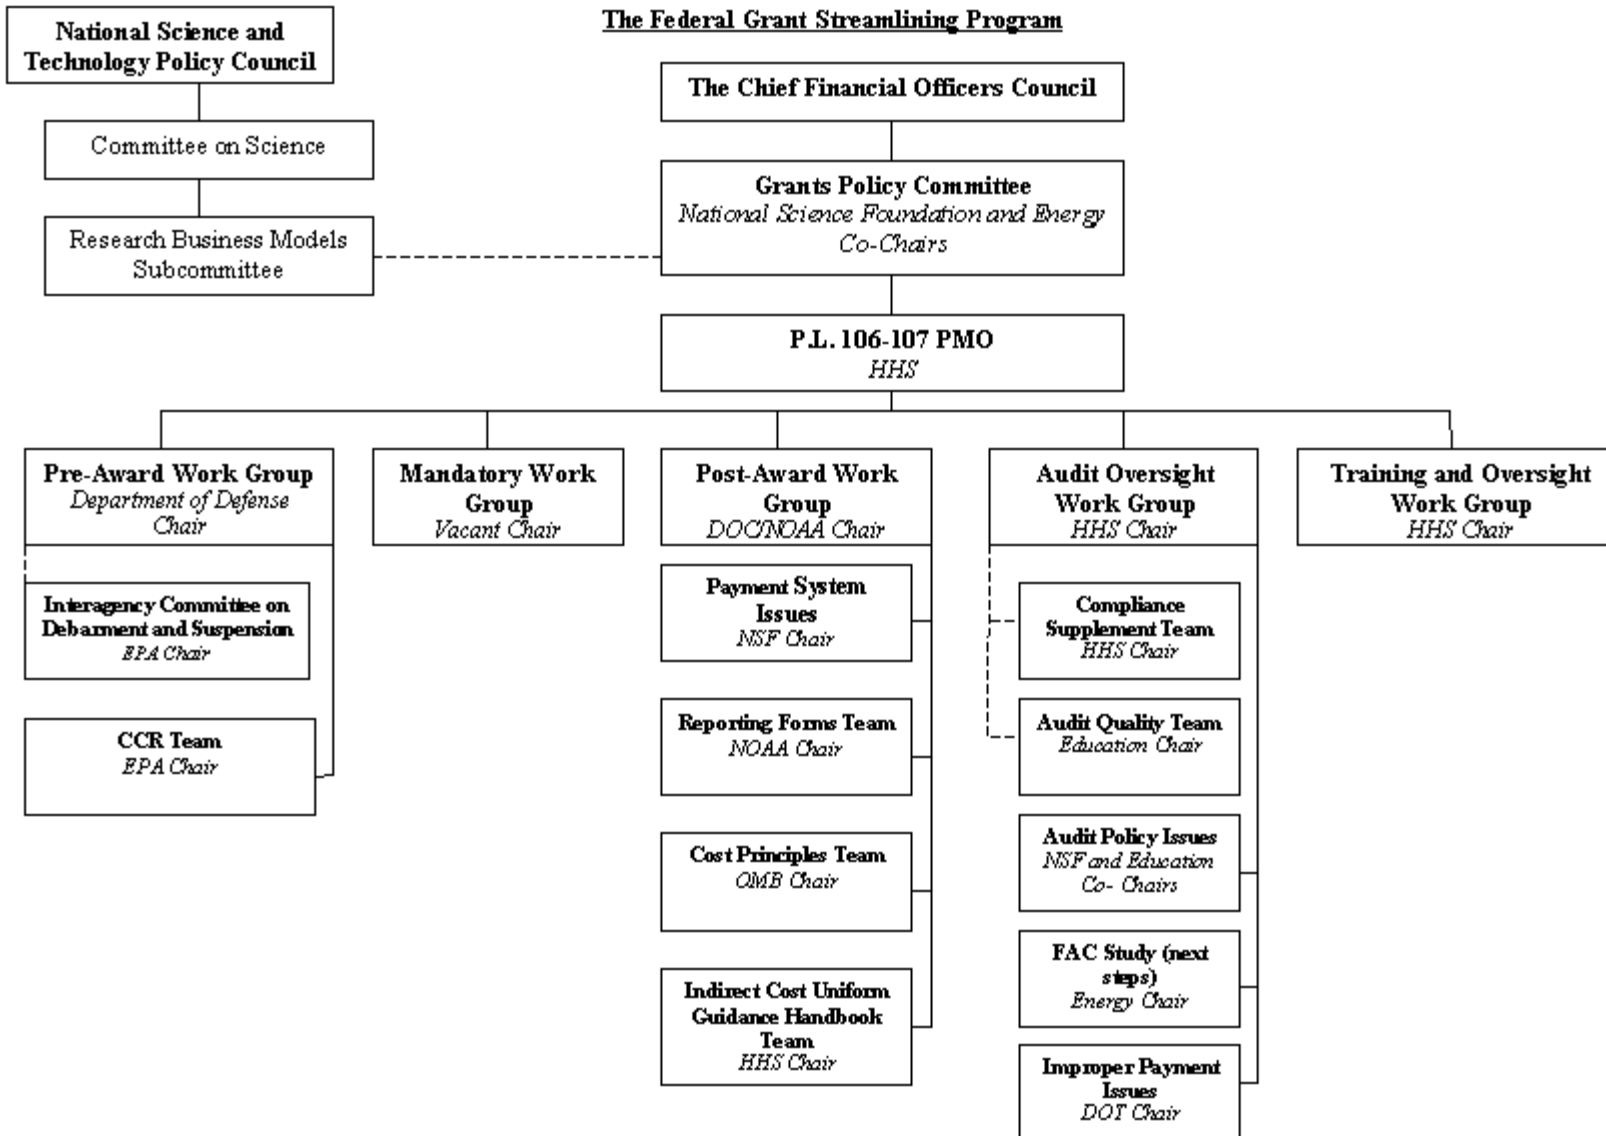 The Federal Grant Streamlining Program
National Science and
Technology Policy Council
Committee on Science
Research Business Models
Subcommittee
The Chief Financial Officers Council
Grants Policy Committee
National Science Foundation and Energy
Co-Chairs
P.L. 106-107 PMO
HHS
Pre-Award Work Group
Department of Defense
Chair
Interagency Committee on
Debarment and Suspension
EPA Chair
CCR Team
EPA Chair
Mandatory Work
Group
Vacant Chair
Post-Award Work
Group
DOC/NOAA Chair
Payment System
Issues
NSF Chair
Reporting Forms Team
NOAA Chair
Cost Principles Team
OMB Chair
Indirect Cost Uniform
Guidance Handbook
Team
HHS Chair
Audit Oversight
Work Group
HHS Chair
Compliance
Supplement Team
HHS Chair
Audit Quality Team
Education Chair
Audit Policy Issues
NSF and Education
Co- Chairs
FAC Study (next
steps)
Energy Chair
Improper Payment
Issues
DOT Chair
Training and Oversight
Work Group
HHS Chair